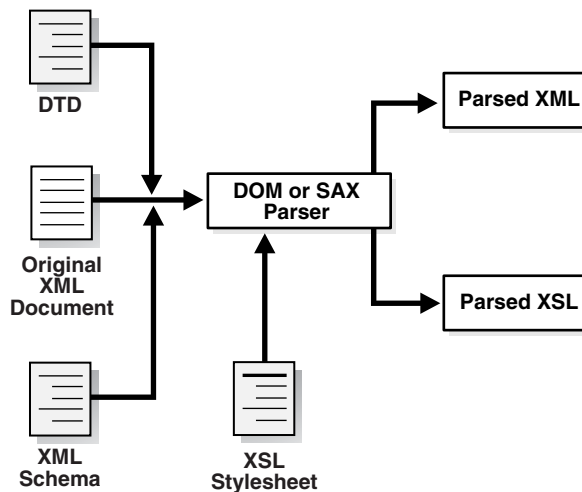 DTD
Parsed XML
DOM or SAX
Parser
Original
XML
Document
Parsed XSL
XML
Schema
XSL
Stylesheet